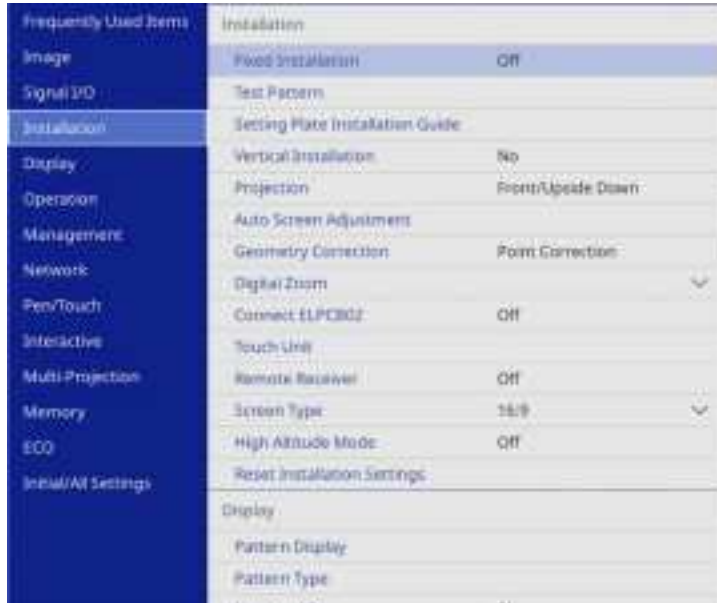 Frequently Used Items
Image
Signal I/O
Installation
Display
Operation
Management
Network
Pen/Touch
Interactive
Multi-Projection
Memory
ECO
Initial/All Settings
Installation
Fixed Installation Off
Test Pattern
Setting Plate Installation Guide
Vertical Installation No
Projection Front/Upside Down
Auto Screen Adjustment
Geometry Correction Point Correction
Digital Zoom
Connect ELPCB02 Off
Touch Unit
Remote Receiver Off
Screen Type 16:9
High Altitude Mode Off
Reset Installation Settings
Display
Pattern Display
Pattern Type